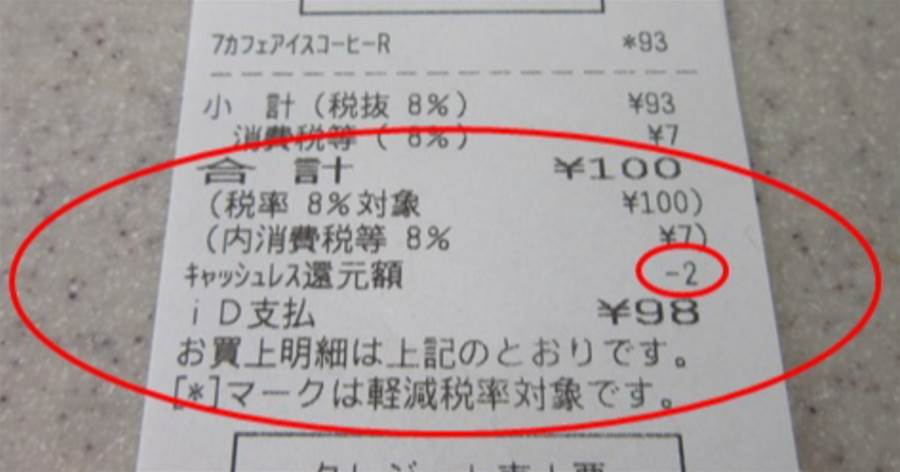 7カフェアイスコーヒーR *93
小 計(税抜 8%) ¥93
消費税等( 8%) ¥7
合 計 ¥100
(税率 8%対象 ¥100)
(内消費税等 8% ¥7)
キャッシュレス還元額 -2
iD支払 ¥98
お買上明細は上記のとおりです。
[*]マークは軽減税率対象です。